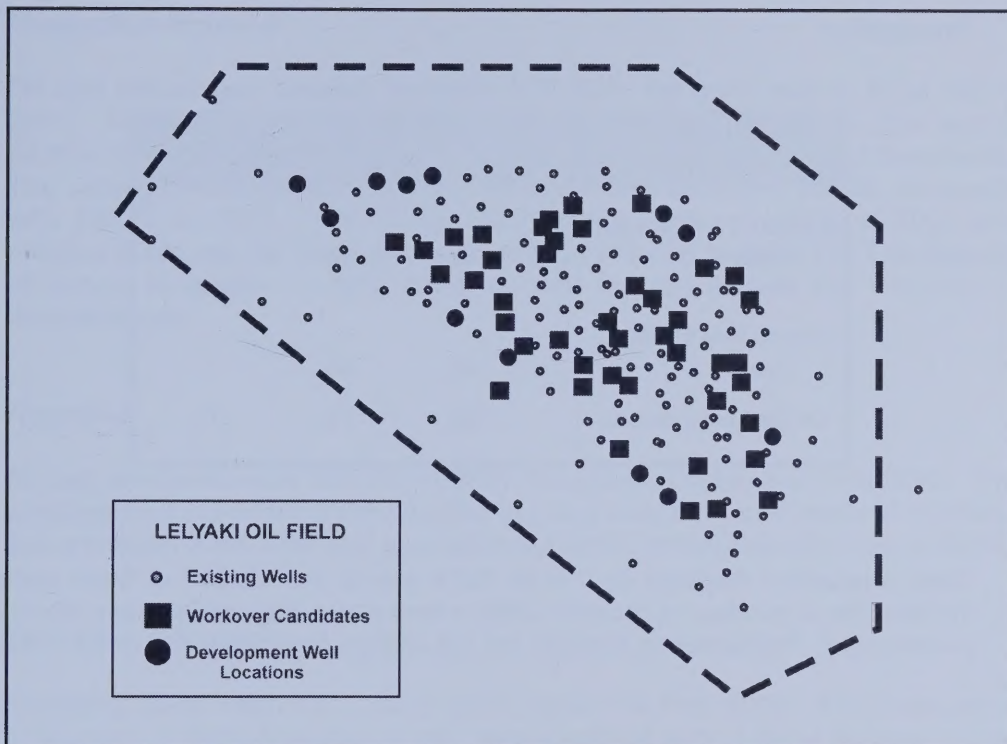 LELYAKI OIL FIELD
Existing Wells
Workover Candidates
Development Well
Locations